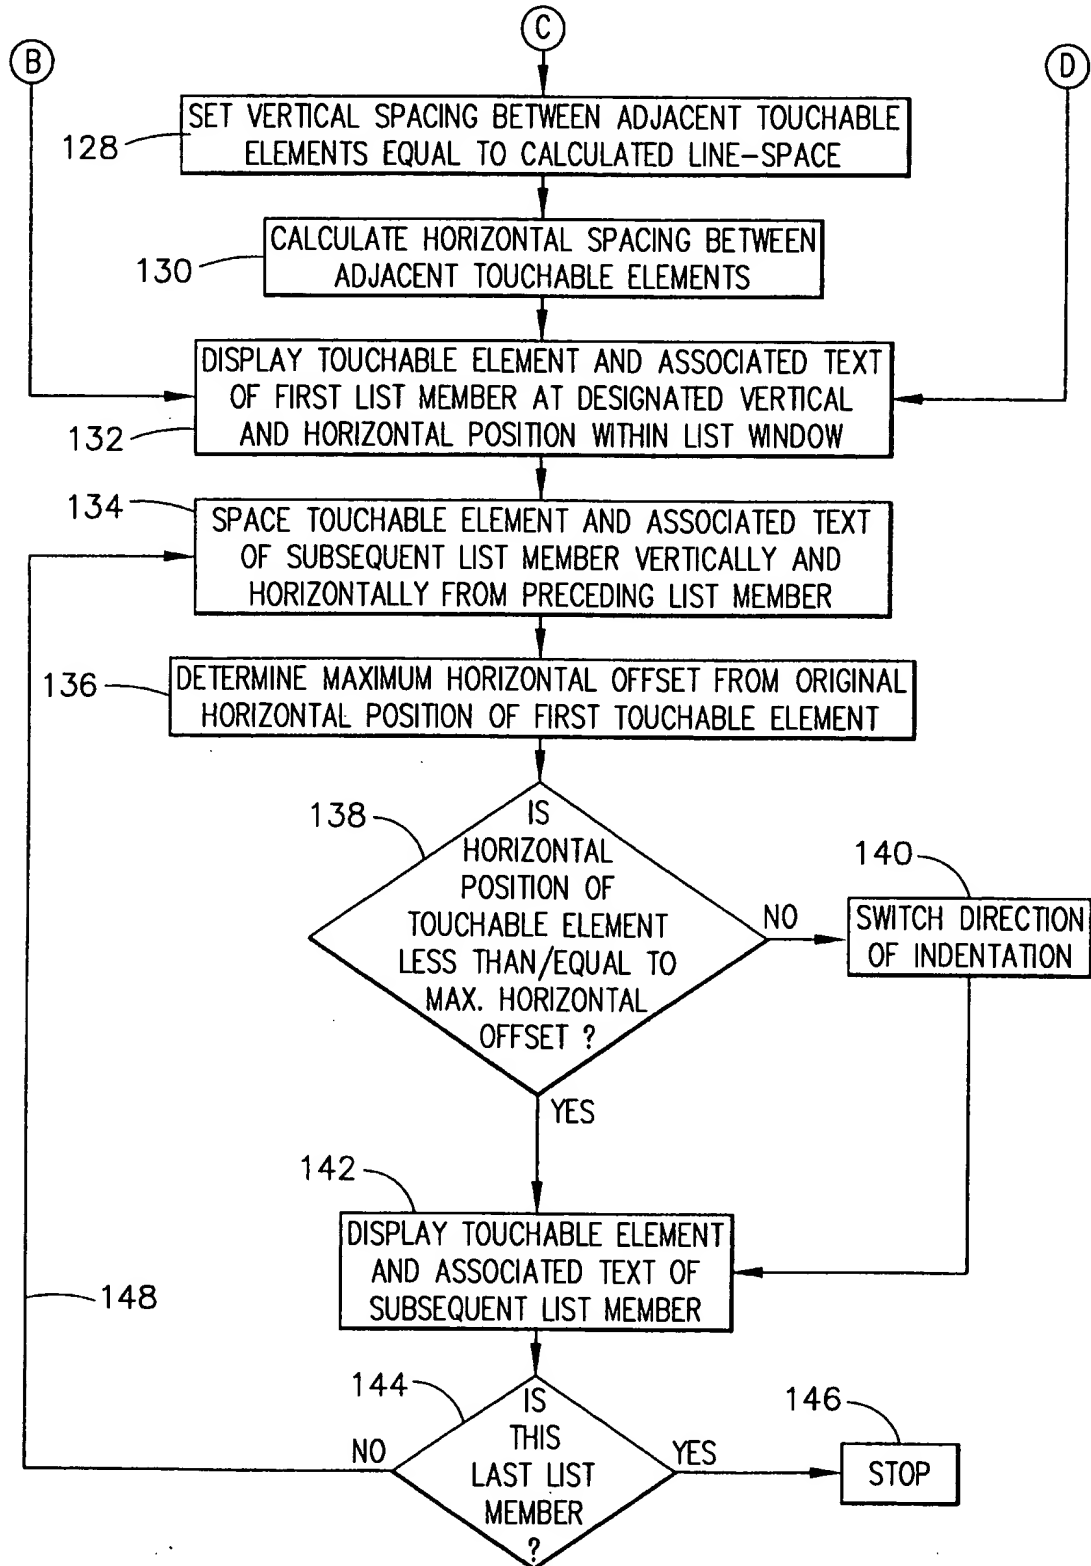 C
B
D
128
SET VERTICAL SPACING BETWEEN ADJACENT TOUCHABLE
ELEMENTS EQUAL TO CALCULATED LINE-SPACE
130
CALCULATE HORIZONTAL SPACING BETWEEN
ADJACENT TOUCHABLE ELEMENTS
132
DISPLAY TOUCHABLE ELEMENT AND ASSOCIATED TEXT
OF FIRST LIST MEMBER AT DESIGNATED VERTICAL
AND HORIZONTAL POSITION WITHIN LIST WINDOW
134
SPACE TOUCHABLE ELEMENT AND ASSOCIATED TEXT
OF SUBSEQUENT LIST MEMBER VERTICALLY AND
HORIZONTALLY FROM PRECEDING LIST MEMBER
136
DETERMINE MAXIMUM HORIZONTAL OFFSET FROM ORIGINAL
HORIZONTAL POSITION OF FIRST TOUCHABLE ELEMENT
138
IS
HORIZONTAL
POSITION OF
TOUCHABLE ELEMENT
LESS THAN/EQUAL TO
MAX. HORIZONTAL
OFFSET ?
NO
140
SWITCH DIRECTION
OF INDENTATION
YES
142
DISPLAY TOUCHABLE ELEMENT
AND ASSOCIATED TEXT OF
SUBSEQUENT LIST MEMBER
148
144
IS
THIS
LAST LIST
MEMBER
?
NO
YES
146
STOP